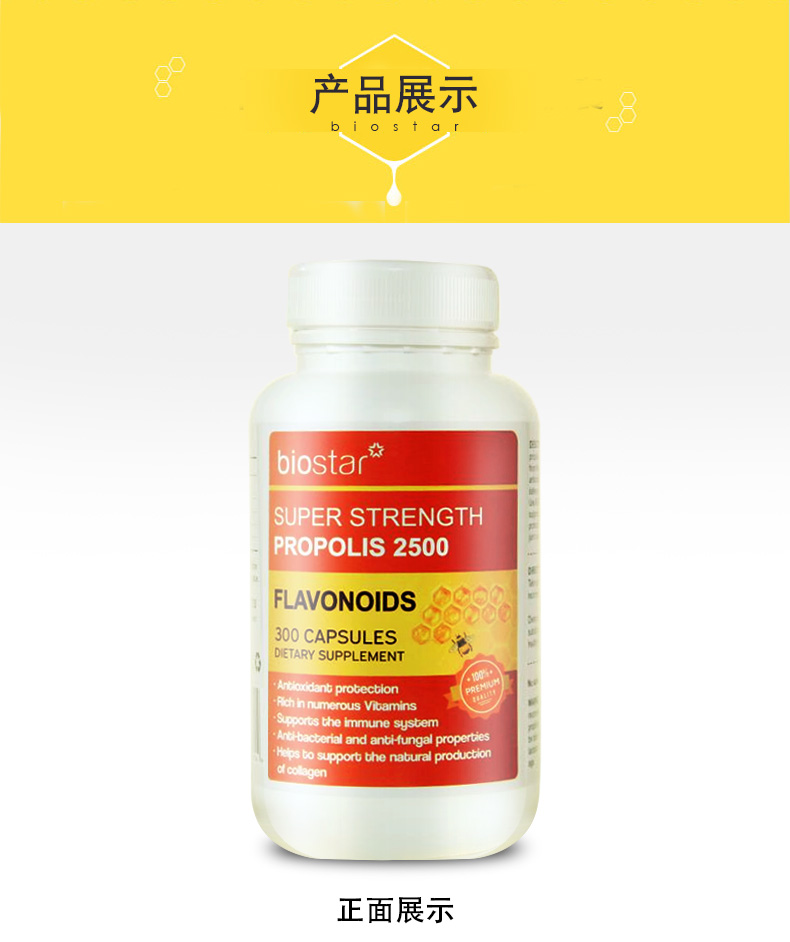 产品展示
biostar
biostar
SUPER STRENGTH
PROPOLIS 2500
FLAVONOIDS
300 CAPSULES
DIETARY SUPPLEMENT
100%
PREMIUM
QUALITY
· Antioxidant protection
· Rich in numerous Vitamins
· Supports the immune system
· Anti-bacterial and anti-fungal properties
· Helps to support the natural production
of collagen
正面展示